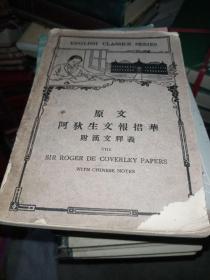 ENGLISH CLASSICS SERIES
原文
阿狄生文報捃華
附漢文釋義
THE
SIR ROGER DE COVERLEY PAPERS
WITH CHINESE NOTES